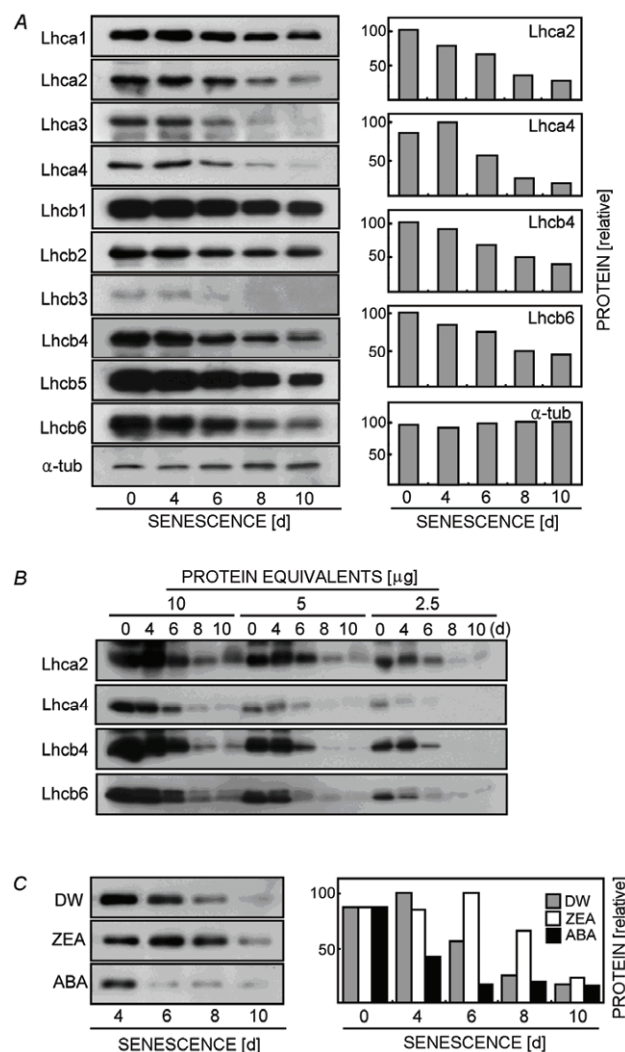 A
Lhca1
Lhca2
Lhca3
Lhca4
Lhcb1
Lhcb2
Lhcb3
Lhcb4
Lhcb5
Lhcb6
α-tub
0 4 6 8 10
SENESCENCE [d]
100
50
Lhca2
100
50
Lhca4
100
50
Lhcb4
100
50
Lhcb6
100
50
α-tub
0 4 6 8 10
SENESCENCE [d]
PROTEIN [relative]
B
PROTEIN EQUIVALENTS [µg]
10 5 2.5
0 4 6 8 10 0 4 6 8 10 0 4 6 8 10 (d)
Lhca2
Lhca4
Lhcb4
Lhcb6
C
DW
ZEA
ABA
4 6 8 10
SENESCENCE [d]
100
50
DW
ZEA
ABA
0 4 6 8 10
SENESCENCE [d]
PROTEIN [relative]